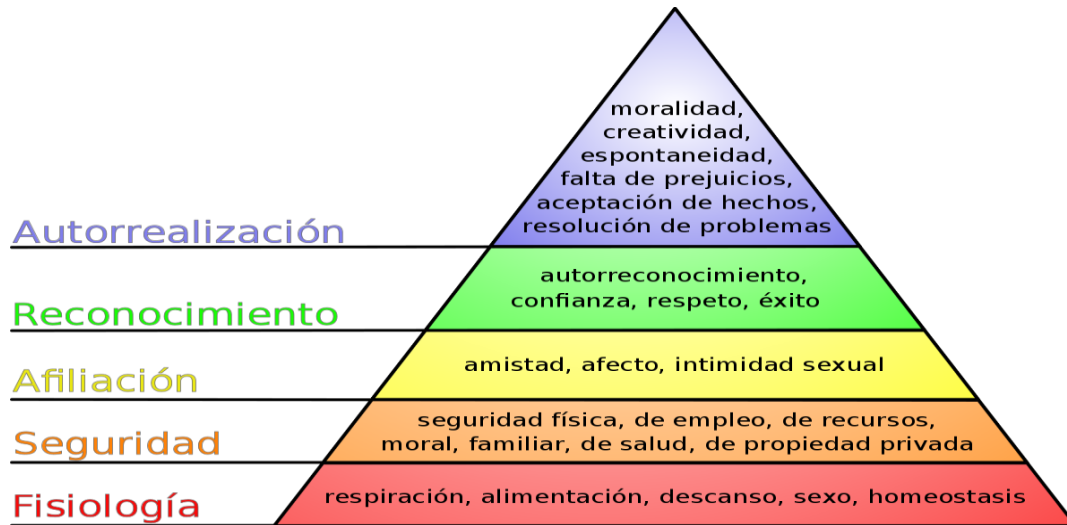 moralidad,
creatividad,
espontaneidad,
falta de prejuicios,
aceptación de hechos,
resolución de problemas
Autorrealización
autorreconocimiento,
confianza, respeto, éxito
Reconocimiento
amistad, afecto, intimidad sexual
Afiliación
seguridad física, de empleo, de recursos,
moral, familiar, de salud, de propiedad privada
Seguridad
respiración, alimentación, descanso, sexo, homeostasis
Fisiología